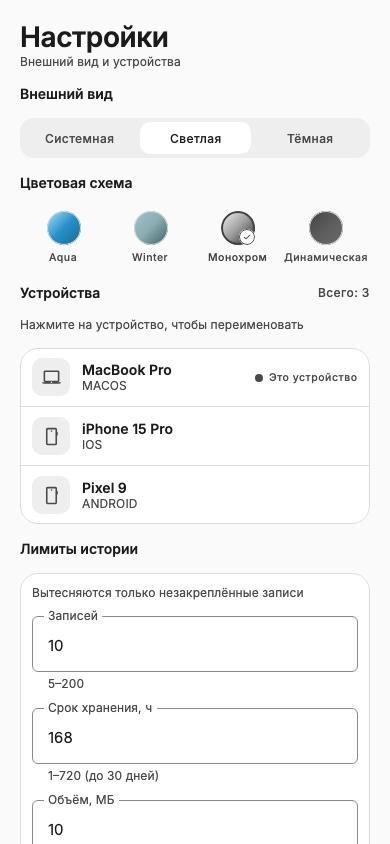 Настройки
Внешний вид и устройства
Внешний вид
Системная
Светлая
Тёмная
Цветовая схема
Aqua
Winter
Монохром
Динамическая
Устройства
Всего: 3
Нажмите на устройство, чтобы переименовать
MacBook Pro
MACOS
Это устройство
iPhone 15 Pro
IOS
Pixel 9
ANDROID
Лимиты истории
Вытесняются только незакреплённые записи
Записей
10
5–200
Срок хранения, ч
168
1–720 (до 30 дней)
Объём, МБ
10